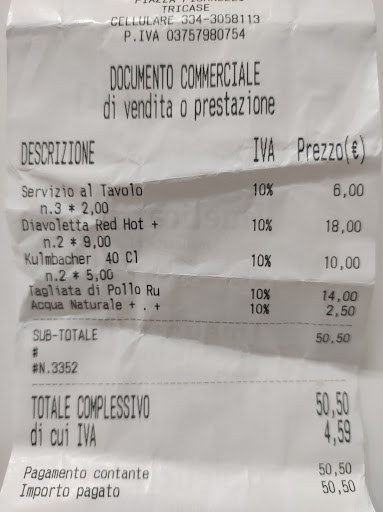 TRICASE
CELLULARE 334-3058113
P.IVA 03757980754
DOCUMENTO COMMERCIALE
di vendita o prestazione
DESCRIZIONE IVA Prezzo(€)
Servizio al Tavolo 10% 6,00
n.3 * 2,00
Diavoletta Red Hot + 10% 18,00
n.2 * 9,00
Kulmbacher 40 Cl 10% 10,00
n.2 * 5,00
Tagliata di Pollo Ru 10% 14,00
Acqua Naturale + . + 10% 2,50
SUB-TOTALE 50,50
#
#N.3352
TOTALE COMPLESSIVO 50,50
di cui IVA 4,59
Pagamento contante 50,50
Importo pagato 50,50